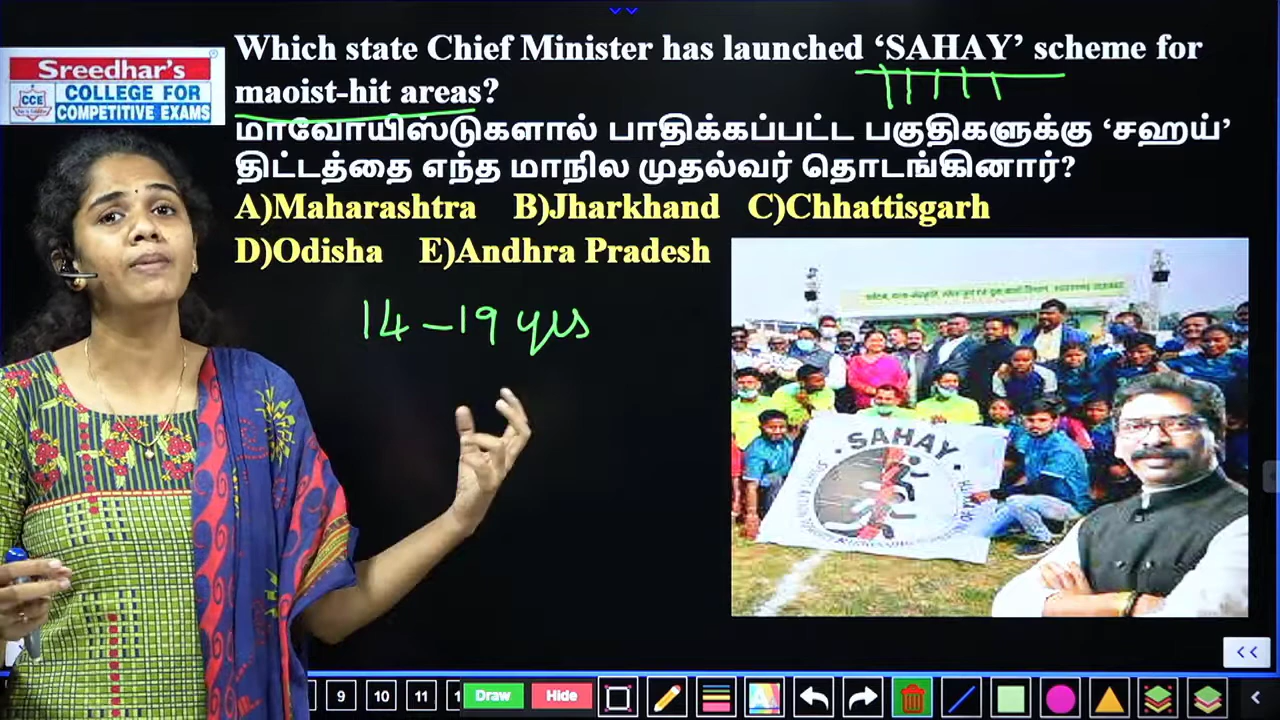 Sreedhar's
CCE
COLLEGE FOR
COMPETITIVE EXAMS
Which state Chief Minister has launched ‘SAHAY’ scheme for
maoist-hit areas?
மாவோயிஸ்டுகளால் பாதிக்கப்பட்ட பகுதிகளுக்கு ‘சஹய்’
திட்டத்தை எந்த மாநில முதல்வர் தொடங்கினார்?
A)Maharashtra B)Jharkhand C)Chhattisgarh
D)Odisha E)Andhra Pradesh
14-19 yrs
SAHAY
<<
9 10 11 1 Draw Hide A